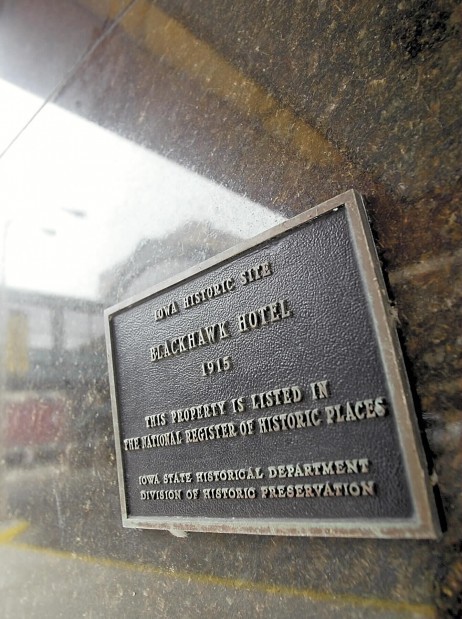 IOWA HISTORIC SITE
BLACKHAWK HOTEL
1915
THIS PROPERTY IS LISTED IN
THE NATIONAL REGISTER OF HISTORIC PLACES
IOWA STATE HISTORICAL DEPARTMENT
DIVISION OF HISTORIC PRESERVATION